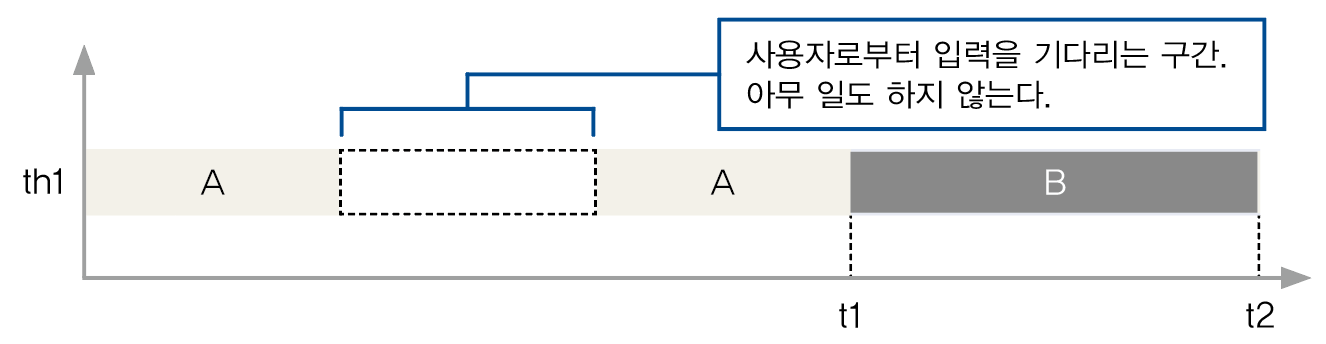 사용자로부터 입력을 기다리는 구간.
아무 일도 하지 않는다.
th1
A
A
B
t1
t2